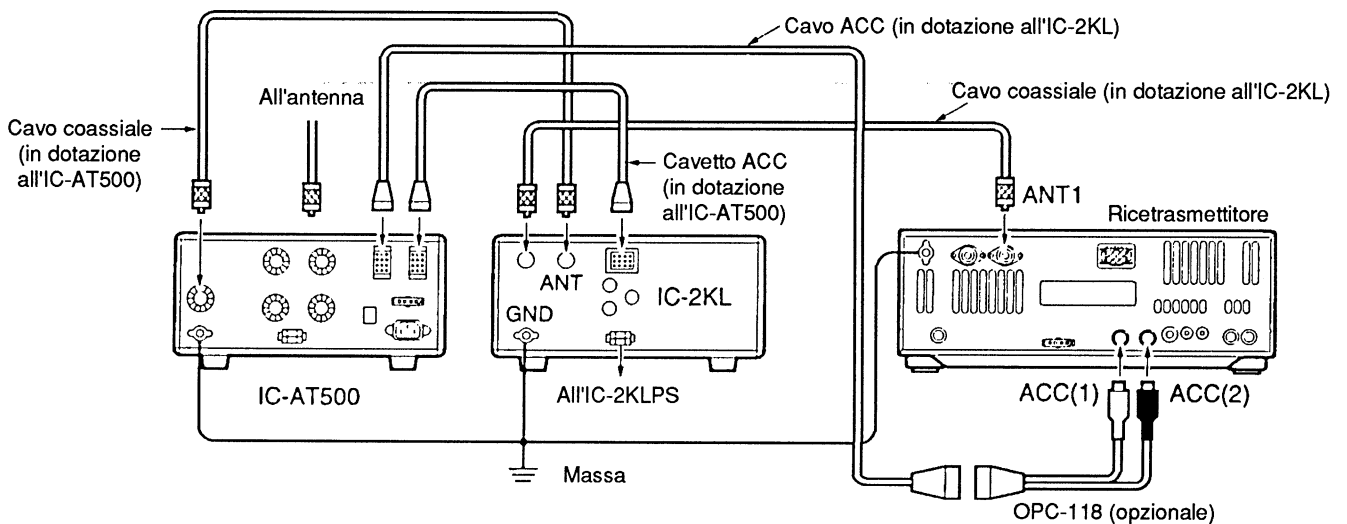 Cavo ACC (in dotazione all'IC-2KL)
All'antenna
Cavo coassiale (in dotazione all'IC-2KL)
Cavo coassiale
(in dotazione
all'IC-AT500)
Cavetto ACC
(in dotazione
all'IC-AT500)
ANT1
Ricetrasmettitore
ANT
IC-2KL
GND
IC-AT500
All'IC-2KLPS
ACC(1)
ACC(2)
Massa
OPC-118 (opzionale)